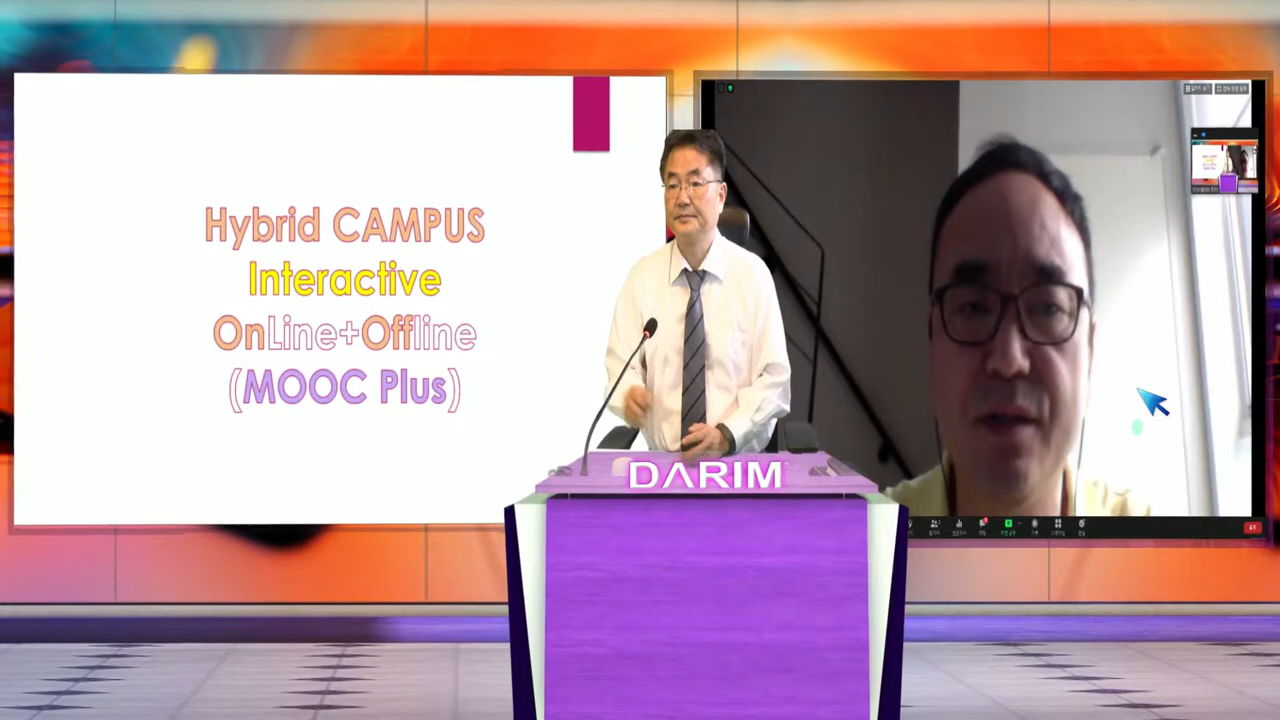 Hybrid CAMPUS
Interactive
OnLine+Offline
(MOOC Plus)
DARIM